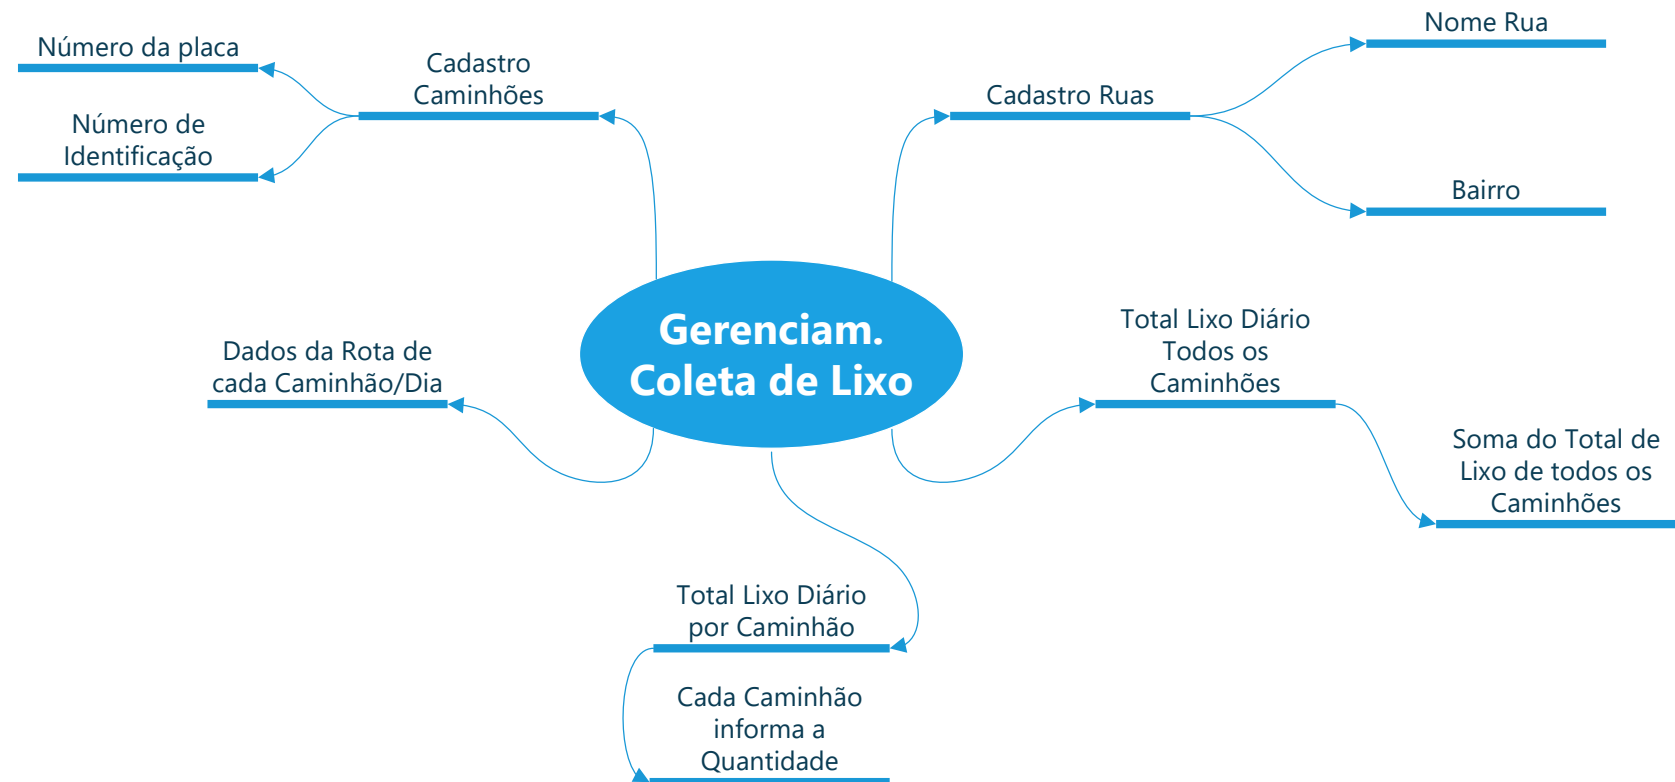 Nome Rua
Número da placa
Cadastro
Caminhões
Cadastro Ruas
Número de
Identificação
Bairro
Gerenciam.
Coleta de Lixo
Total Lixo Diário
Todos os
Caminhões
Dados da Rota de
cada Caminhão/Dia
Soma do Total de
Lixo de todos os
Caminhões
Total Lixo Diário
por Caminhão
Cada Caminhão
informa a
Quantidade